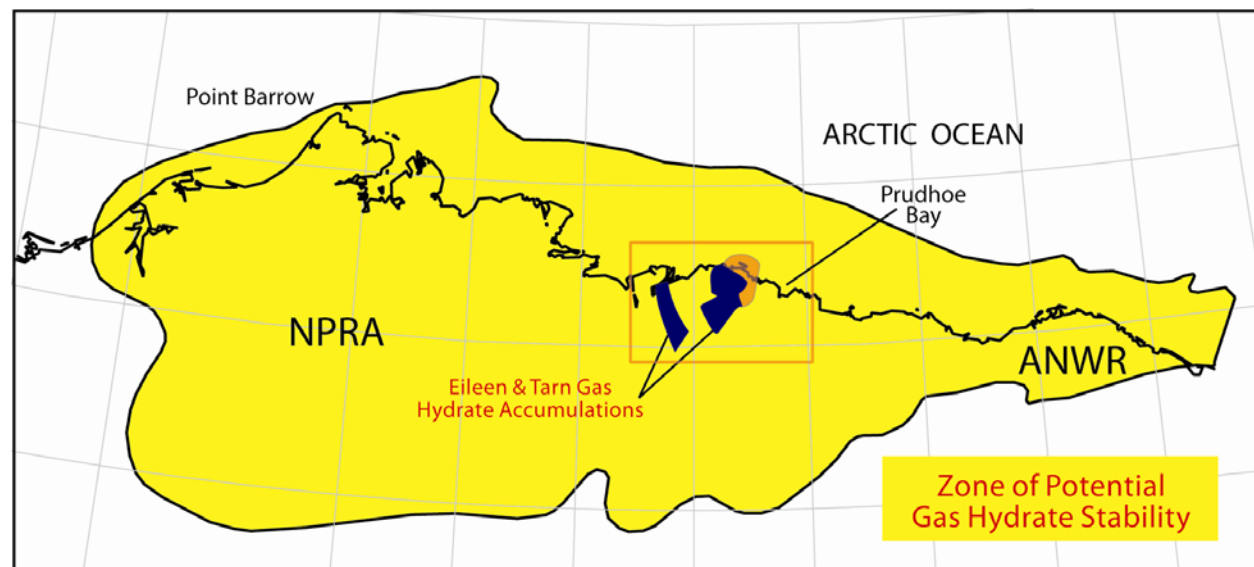 Point Barrow
ARCTIC OCEAN
Prudhoe
Bay
NPRA
ANWR
Eileen & Tarn Gas
Hydrate Accumulations
Zone of Potential
Gas Hydrate Stability